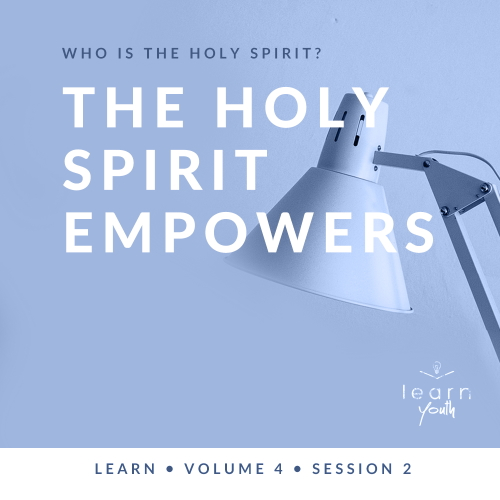 WHO IS THE HOLY SPIRIT?
THE HOLY
SPIRIT
EMPOWERS
learn
youth
LEARN • VOLUME 4 • SESSION 2